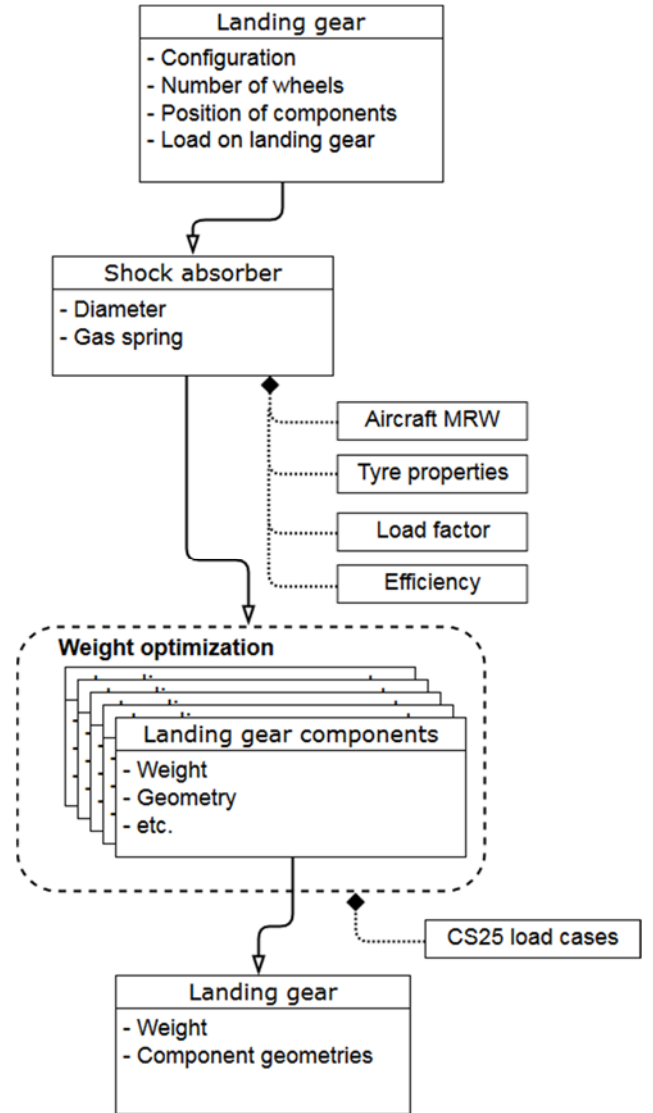 Landing gear
- Configuration
- Number of wheels
- Position of components
- Load on landing gear
Shock absorber
- Diameter
- Gas spring
Aircraft MRW
Tyre properties
Load factor
Efficiency
Weight optimization
Landing gear components
- Weight
- Geometry
- etc.
CS25 load cases
Landing gear
- Weight
- Component geometries